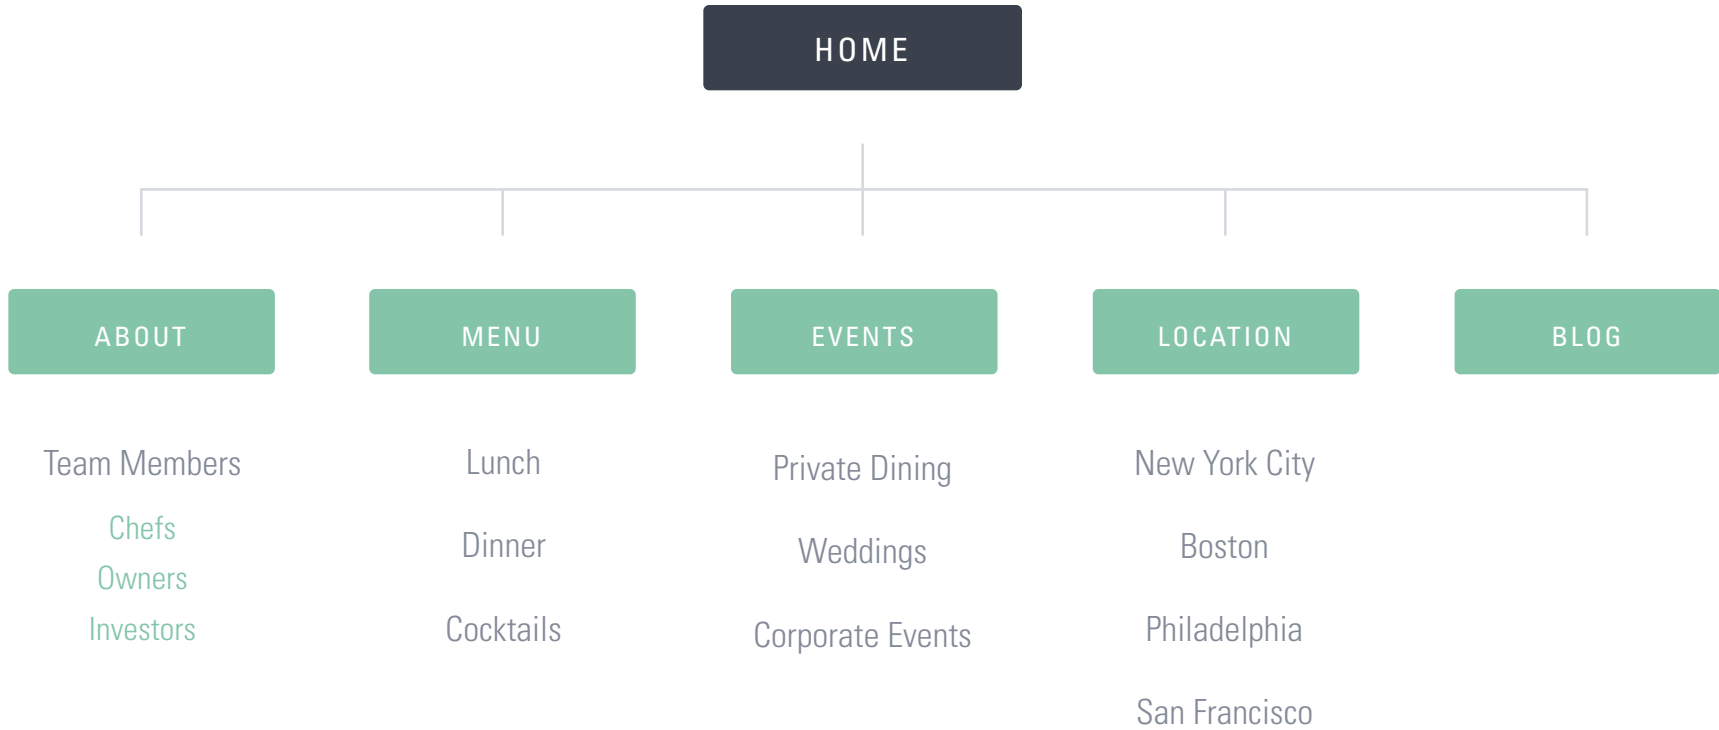 HOME
ABOUT
MENU
EVENTS
LOCATION
BLOG
Team Members
Chefs
Owners
Investors
Lunch
Dinner
Cocktails
Private Dining
Weddings
Corporate Events
New York City
Boston
Philadelphia
San Francisco